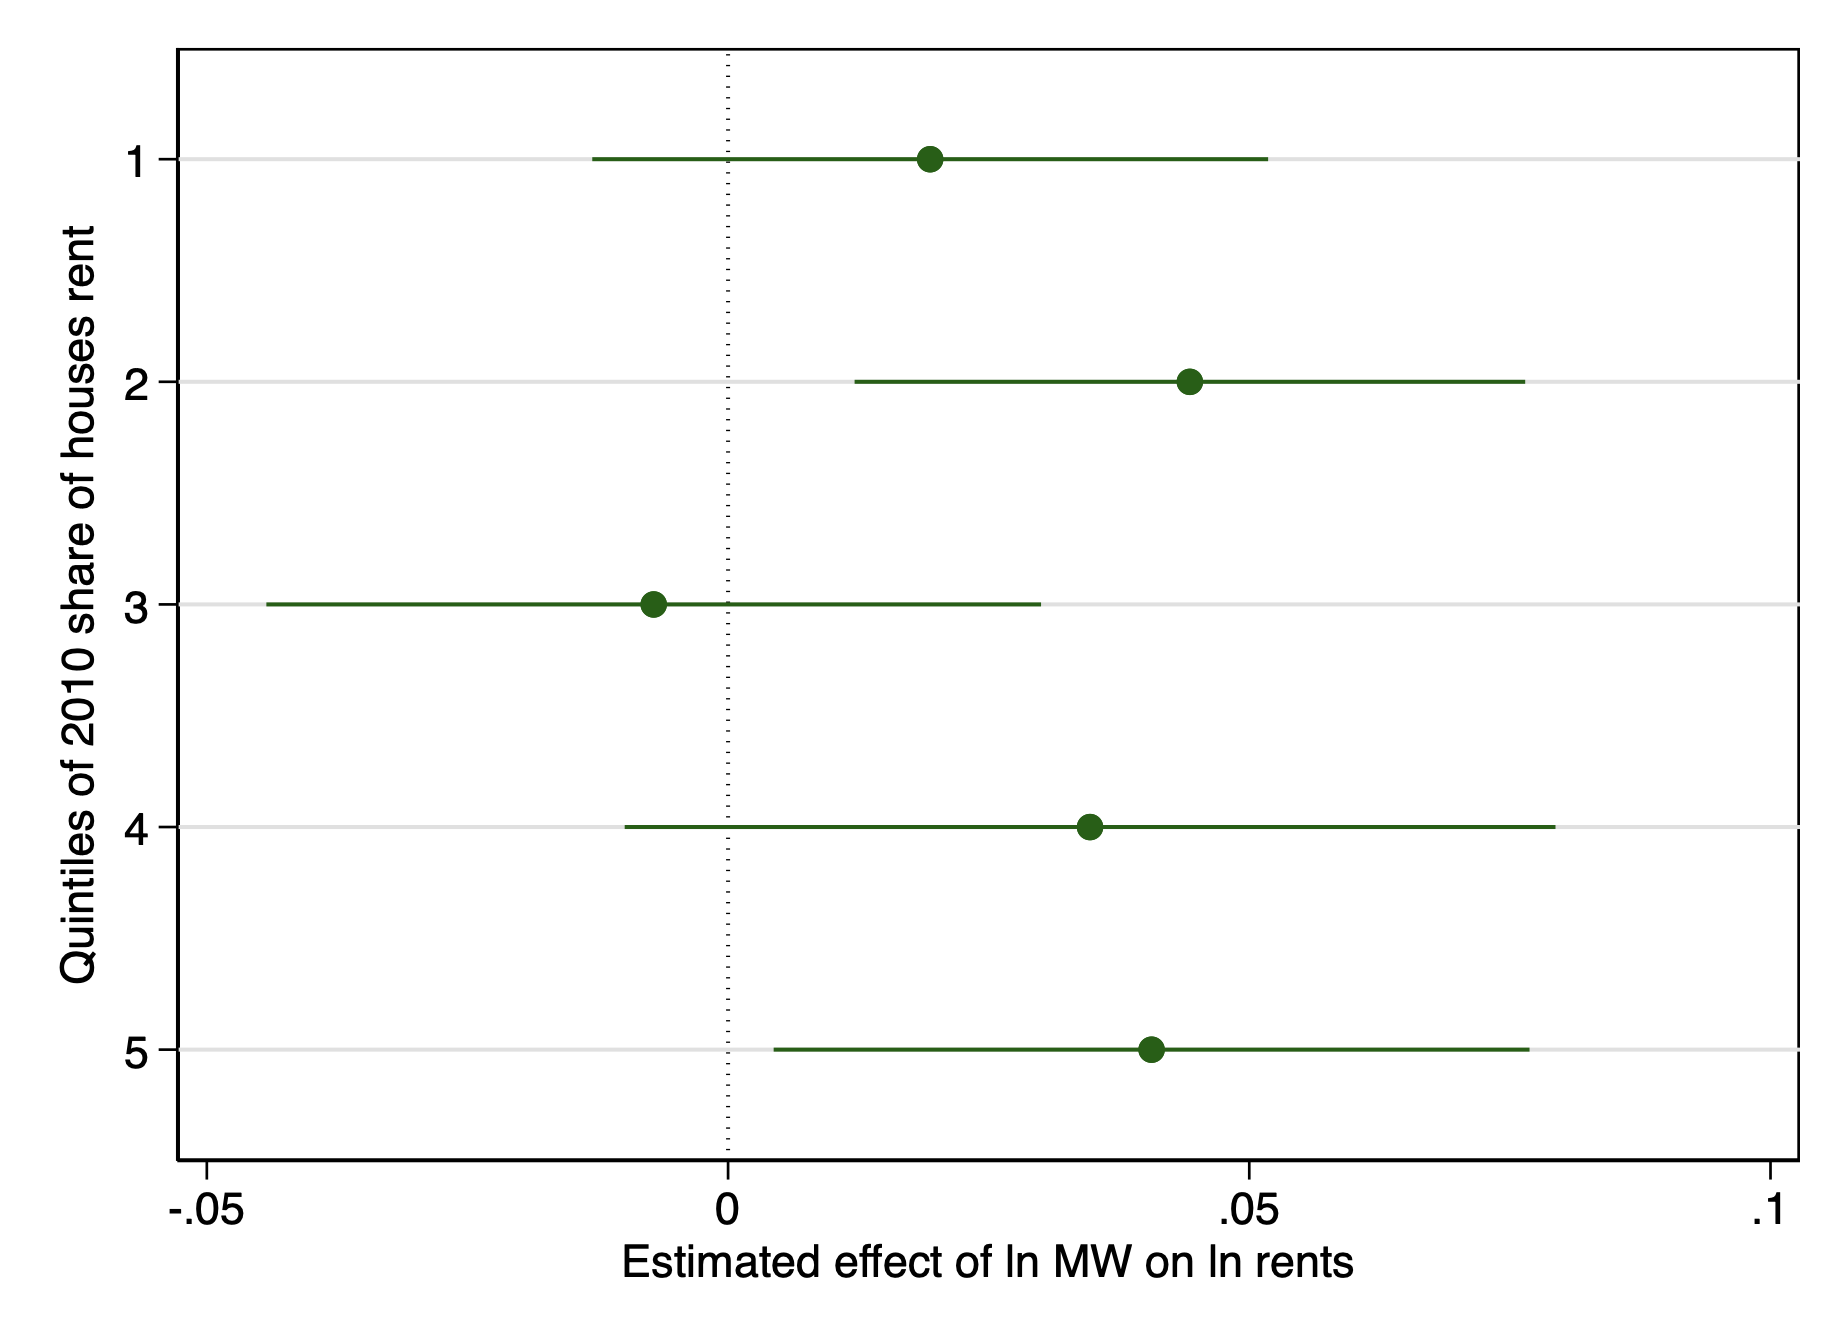 Quintiles of 2010 share of houses rent
1
2
3
4
5
-.05 0 .05 .1
Estimated effect of ln MW on ln rents